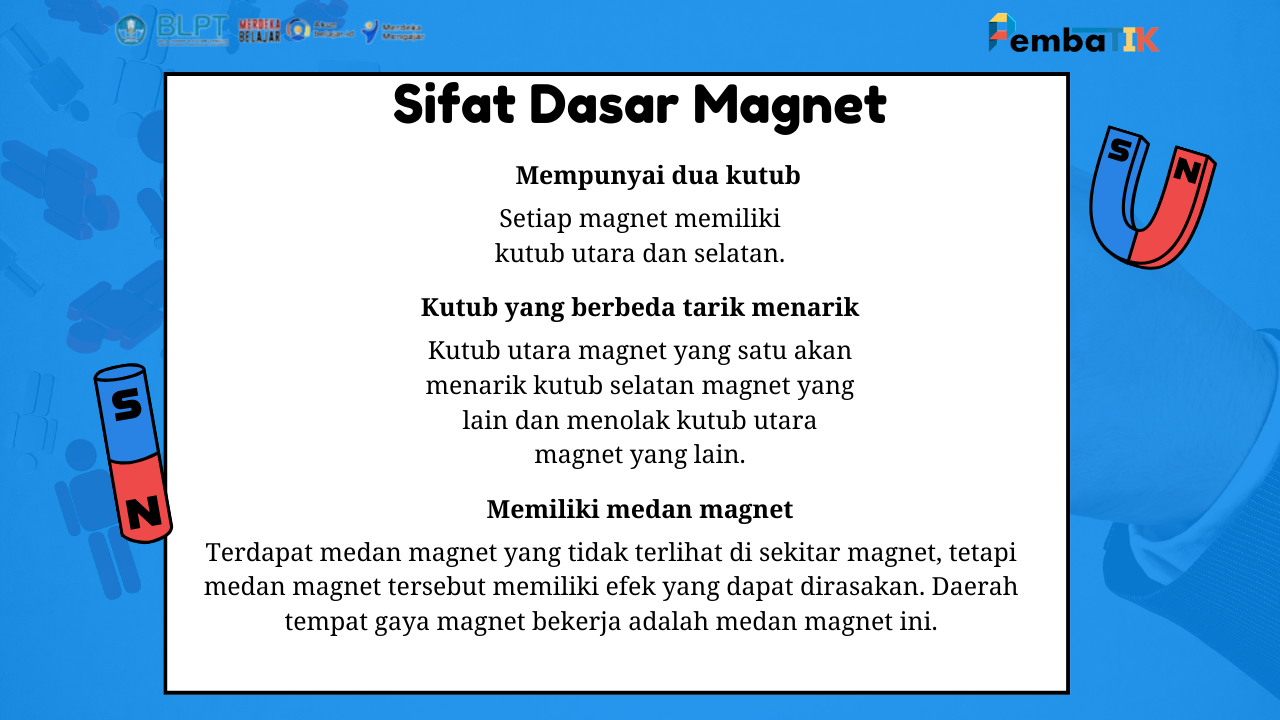 BLPT
MERDEKA
BELAJAR
Merdeka
Mengajar
PembaTIK
Sifat Dasar Magnet
Mempunyai dua kutub
Setiap magnet memiliki
kutub utara dan selatan.
Kutub yang berbeda tarik menarik
Kutub utara magnet yang satu akan
menarik kutub selatan magnet yang
lain dan menolak kutub utara
magnet yang lain.
Memiliki medan magnet
Terdapat medan magnet yang tidak terlihat di sekitar magnet, tetapi
medan magnet tersebut memiliki efek yang dapat dirasakan. Daerah
tempat gaya magnet bekerja adalah medan magnet ini.
S
N
S
N